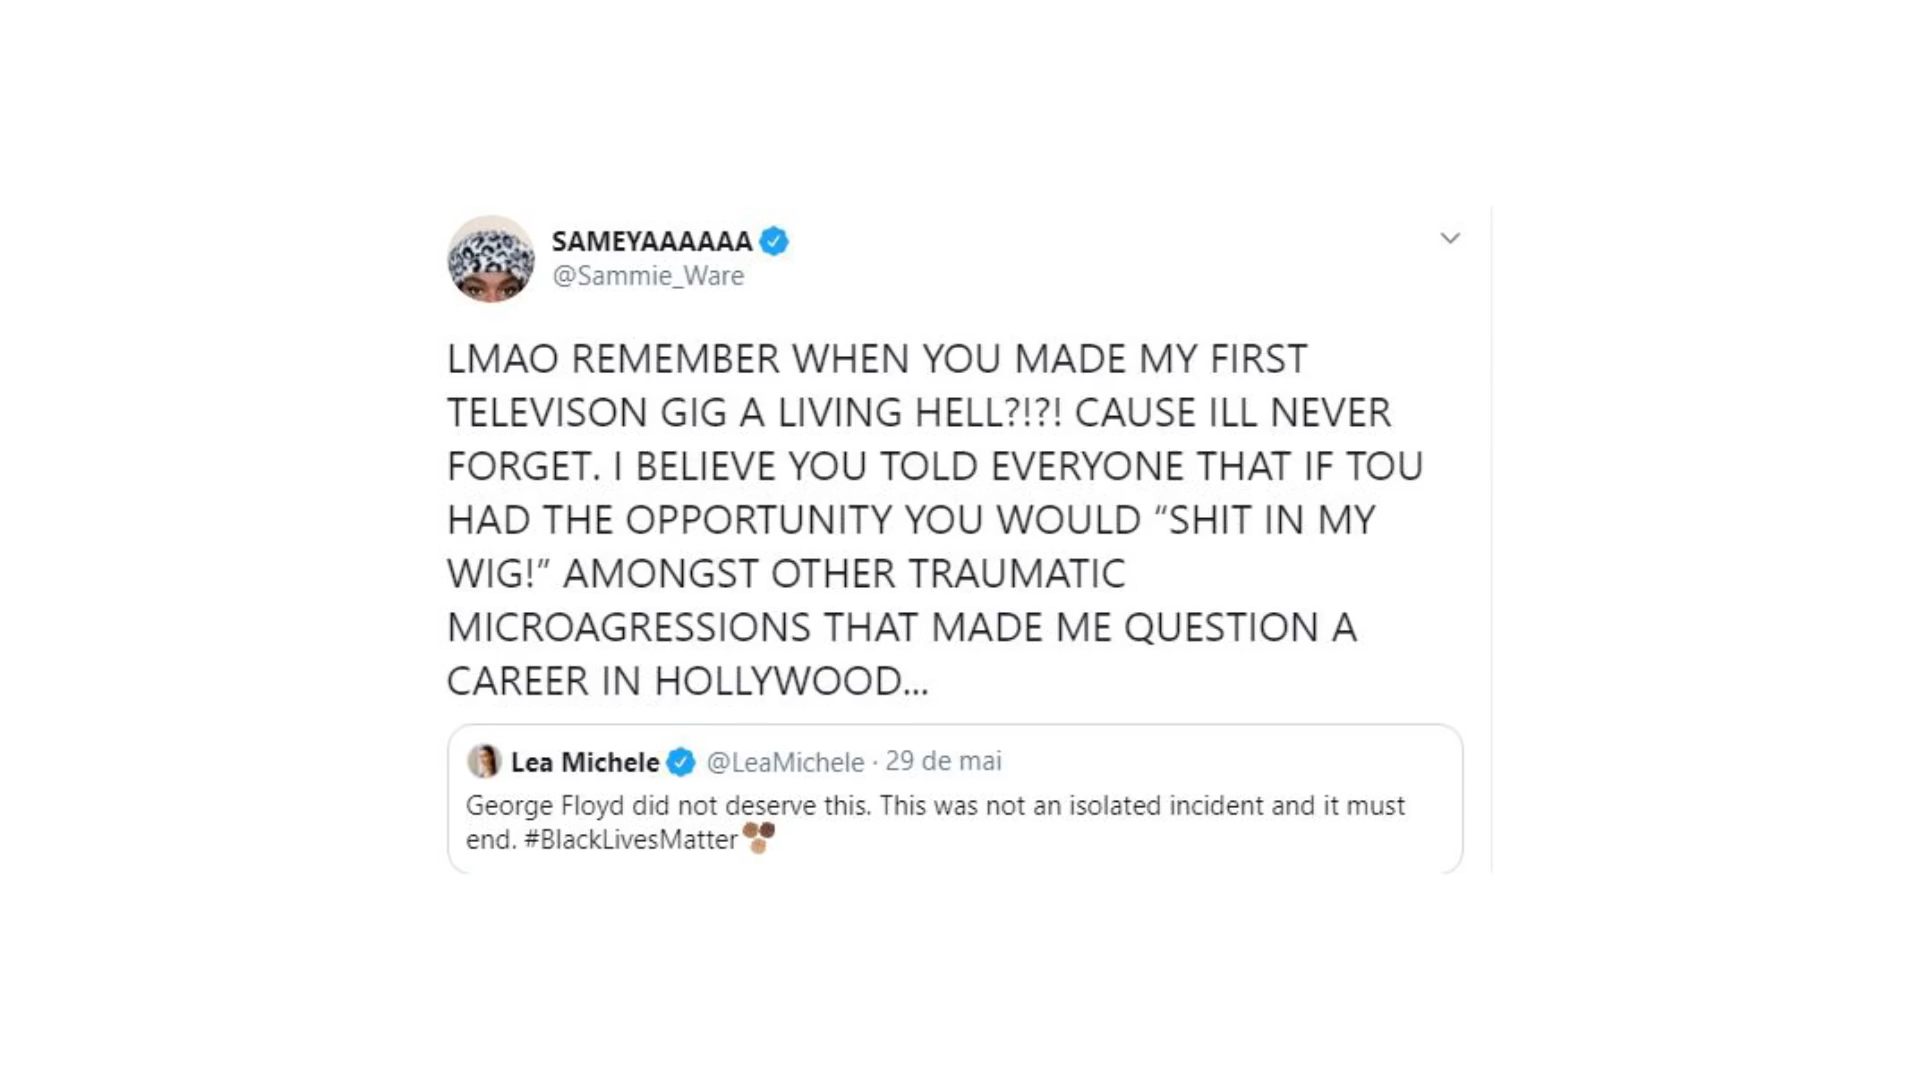 SAMEYAAAAAA
@Sammie_Ware
LMAO REMEMBER WHEN YOU MADE MY FIRST
TELEVISON GIG A LIVING HELL?!?! CAUSE ILL NEVER
FORGET. I BELIEVE YOU TOLD EVERYONE THAT IF TOU
HAD THE OPPORTUNITY YOU WOULD “SHIT IN MY
WIG!” AMONGST OTHER TRAUMATIC
MICROAGRESSIONS THAT MADE ME QUESTION A
CAREER IN HOLLYWOOD...
Lea Michele @LeaMichele · 29 de mai
George Floyd did not deserve this. This was not an isolated incident and it must
end. #BlackLivesMatter